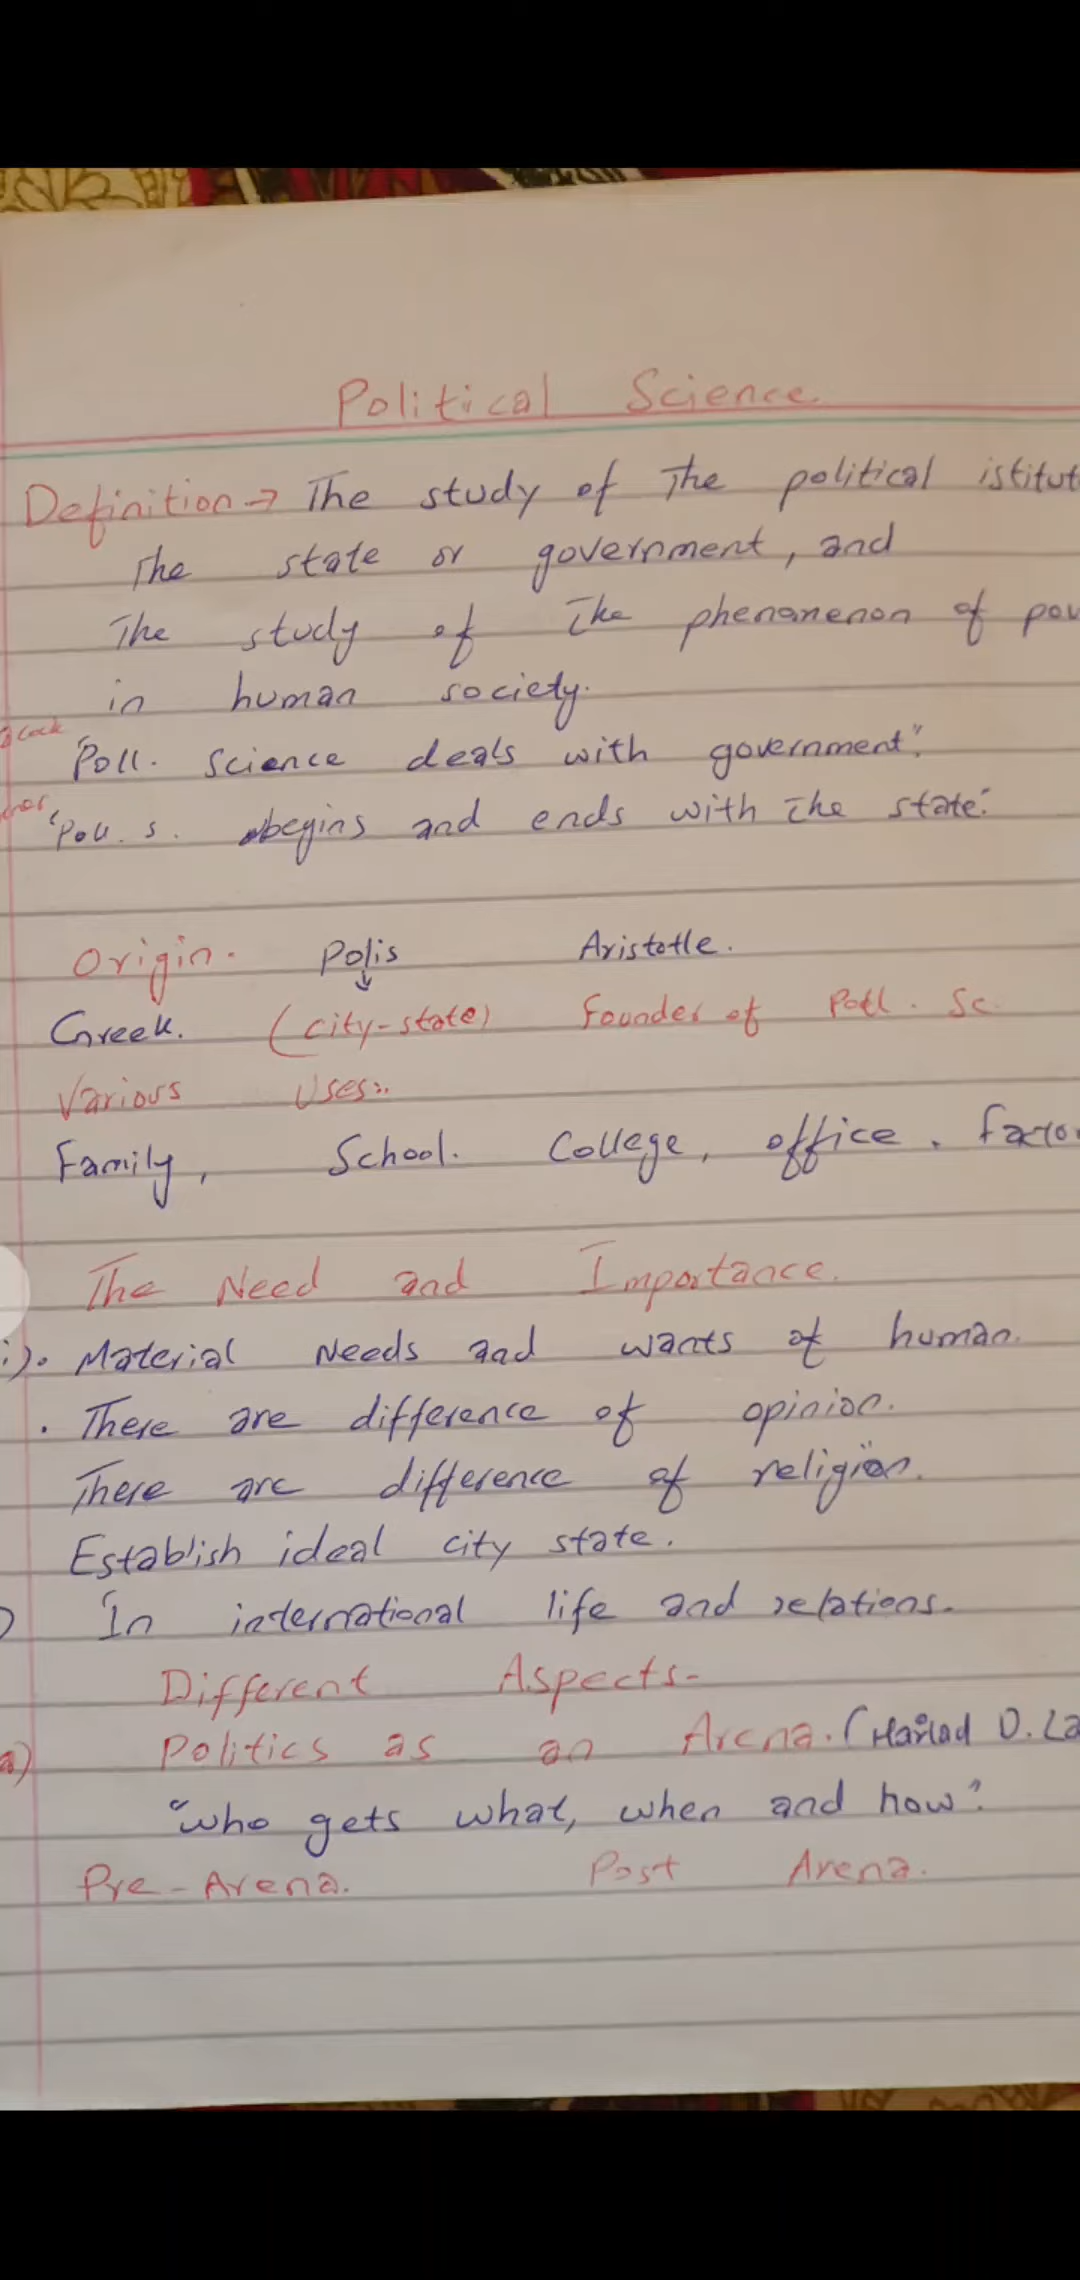 Political Science
Definition → The study of The political istitut
The state or government, and
The study of The phenomenon of pow
in human society.
"Poll. Science deals with government".
"Poll. s. begins and ends with The state".
Origin. Polis Aristotle.
↓
Greek. (city-state) Founder of Potl. Sc.
Various Uses:.
Family, School. College, office. Facto
The Need and Importance.
i). Material Needs and wants of human.
. There are difference of opinion.
There are difference of religion.
Establish ideal city state.
) In international life and relations.
Different Aspects-
a) Politics as an Arena. (Harlad D. La
"who gets what, when and how".
Pre-Arena. Post Arena.